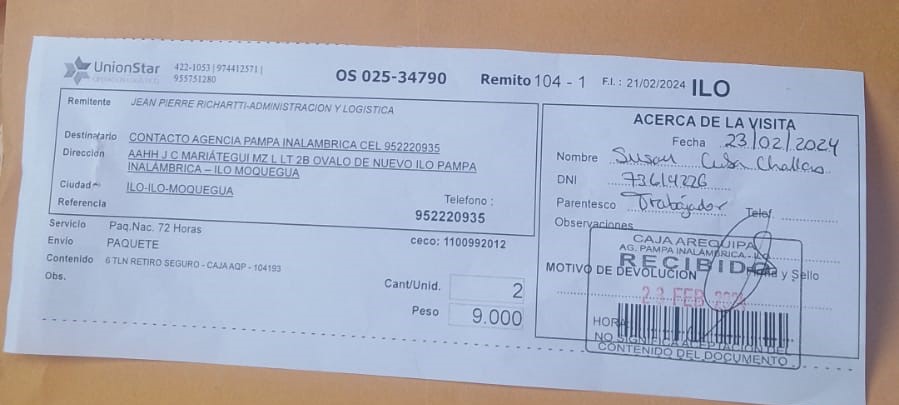 UnionStar
422-1053 | 974412571 |
955751280
OS 025-34790
Remito 104 - 1
F.I. : 21/02/2024
ILO
Remitente JEAN PIERRE RICHARTTI-ADMINISTRACION Y LOGISTICA
Destinatario CONTACTO AGENCIA PAMPA INALAMBRICA CEL 952220935
Dirección AAHH J C MARIÁTEGUI MZ L LT 2B OVALO DE NUEVO ILO PAMPA
INALÁMBRICA – ILO MOQUEGUA
Ciudad ILO-ILO-MOQUEGUA
Referencia
Telefono :
952220935
Servicio Paq.Nac. 72 Horas
ceco: 1100992012
Envío PAQUETE
Contenido 6 TLN RETIRO SEGURO - CAJA AQP - 104193
Obs.
Cant/Unid. 2
Peso 9.000
ACERCA DE LA VISITA
Fecha 23/02/2024
Nombre Susan
DNI 73614226
Parentesco Trabajador Telef.
Observaciones
CAJA AREQUIPA
AG. PAMPA INALAMBRICA - ILO
RECIBIDO
MOTIVO DE DEVOLUCION y Sello
23 FEB 2024
HORA
NO SIGNIFICA ACEPTACION DEL
CONTENIDO DEL DOCUMENTO